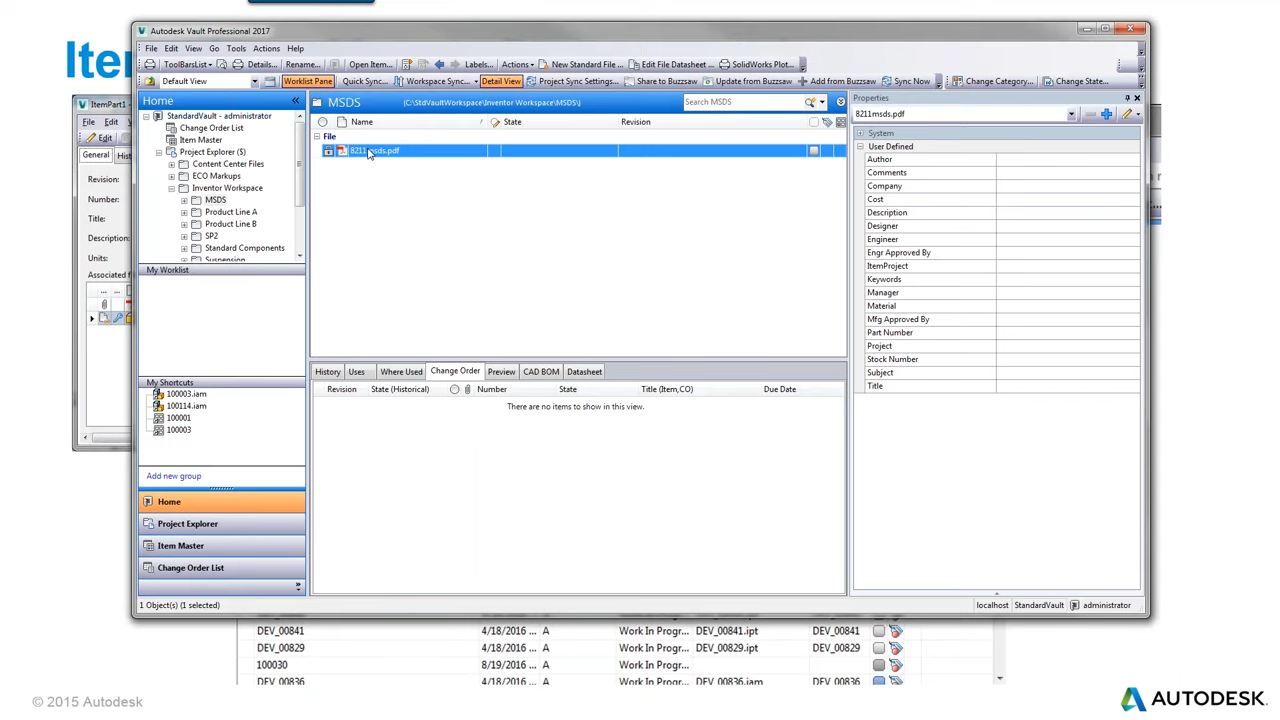 Iter
Autodesk Vault Professional 2017
File Edit View Go Tools Actions Help
ToolBarsList Details... Rename... Open Item... Labels... Actions New Standard File... Edit File Datasheet... SolidWorks Plot...
Default View Worklist Pane Quick Sync... Workspace Sync... Detail View Project Sync Settings... Share to Buzzsaw Update from Buzzsaw Add from Buzzsaw Sync Now Change Category... Change State...
ItemPart1 -
File Edit Vi
Edit
General Hist
Revision:
Number:
Title:
Description:
Units:
Associated fi
Home
StandardVault - administrator
Change Order List
Item Master
Project Explorer ($)
Content Center Files
ECO Markups
Inventor Workspace
MSDS
Product Line A
Product Line B
SP2
Standard Components
Suspension
My Worklist
My Shortcuts
100003.iam
100114.iam
100001
100003
Add new group
Home
Project Explorer
Item Master
Change Order List
1 Object(s) (1 selected)
MSDS (C:\StdVaultWorkspace\Inventor Workspace\MSDS\) Search MSDS
Name State Revision
File
8211msds.pdf
History Uses Where Used Change Order Preview CAD BOM Datasheet
Revision State (Historical) Number State Title (Item,CO) Due Date
There are no items to show in this view.
Properties
8211msds.pdf
System
User Defined
Author
Comments
Company
Cost
Description
Designer
Engineer
Engr Approved By
ItemProject
Keywords
Manager
Material
Mfg Approved By
Part Number
Project
Stock Number
Subject
Title
localhost StandardVault administrator
DEV_00841 4/18/2016 ... A Work In Progr... DEV_00841.ipt DEV_00841
DEV_00829 4/18/2016 ... A Work In Progr... DEV_00829.ipt DEV_00829
100030 8/19/2016 ... A Work In Progr...
DEV_00836 4/18/2016 ... A Work In Progr... DEV_00836.iam DEV_00836
© 2015 Autodesk
AUTODESK.